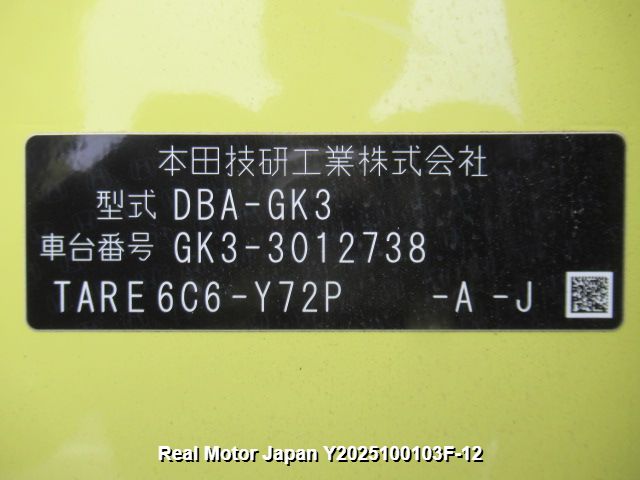 本田技研工業株式会社
型式 DBA-GK3
車台番号 GK3-3012738
TARE6C6-Y72P -A -J
Real Motor Japan Y2025100103F-12